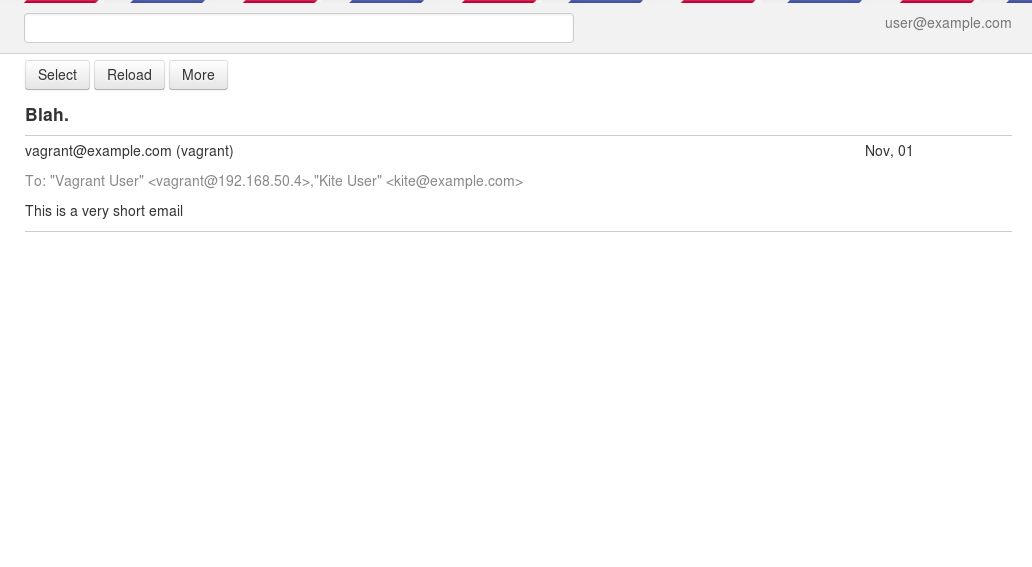 user@example.com
Select Reload More
Blah.
vagrant@example.com (vagrant) Nov, 01
To: "Vagrant User" <vagrant@192.168.50.4>,"Kite User" <kite@example.com>
This is a very short email